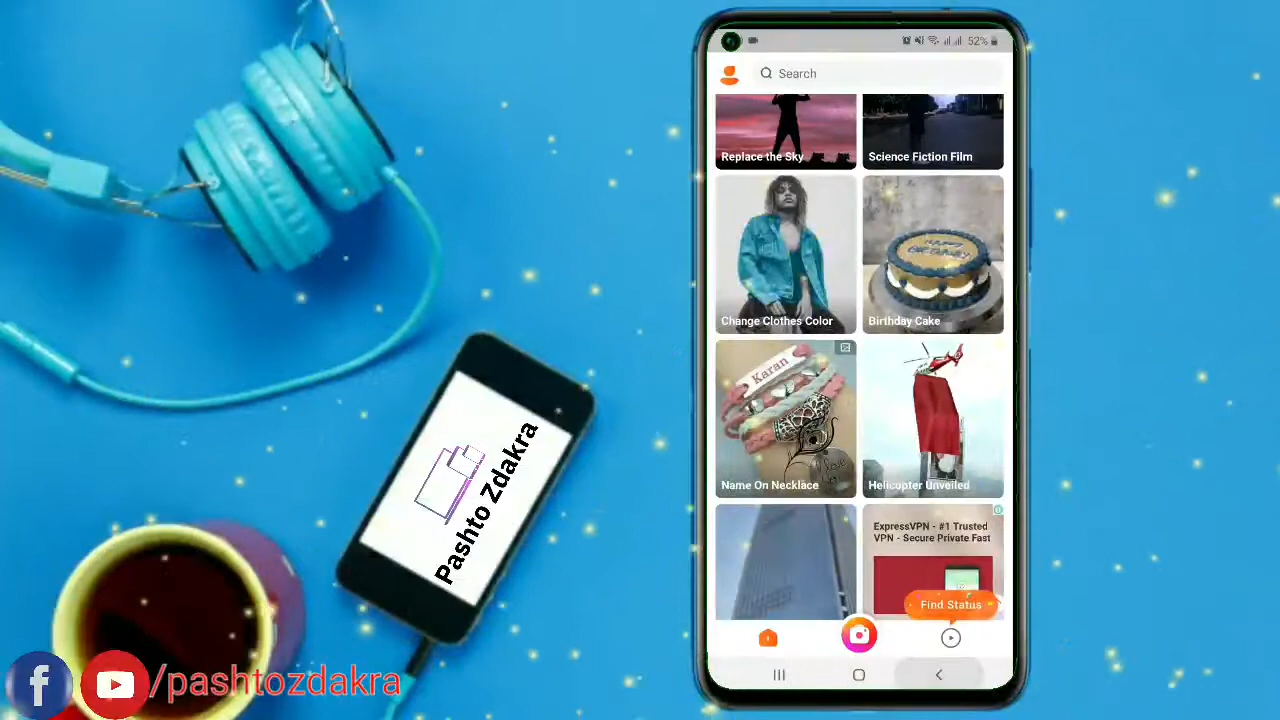 52%
Search
Replace the Sky
Science Fiction Film
Change Clothes Color
Birthday Cake
Karan
Name On Necklace
Helicopter Unveiled
ExpressVPN - #1 Trusted
VPN - Secure Private Fast
Find Status
Pashto Zdakra
f
/pashtozdakra